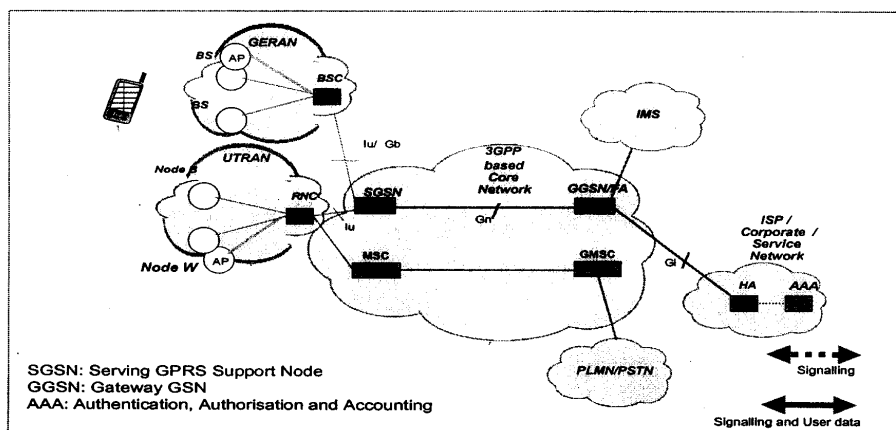 GERAN
BS
AP
BSC
BS
IMS
Iu/ Gb
UTRAN
3GPP
based
Core
Network
Node B
RNC
SGSN
GGSN/FA
Iu
Gn
ISP /
Corporate /
Service
Network
MSC
GMSC
Gi
Node W
AP
HA
AAA
PLMN/PSTN
SGSN: Serving GPRS Support Node
GGSN: Gateway GSN
AAA: Authentication, Authorisation and Accounting
Signalling
Signalling and User data